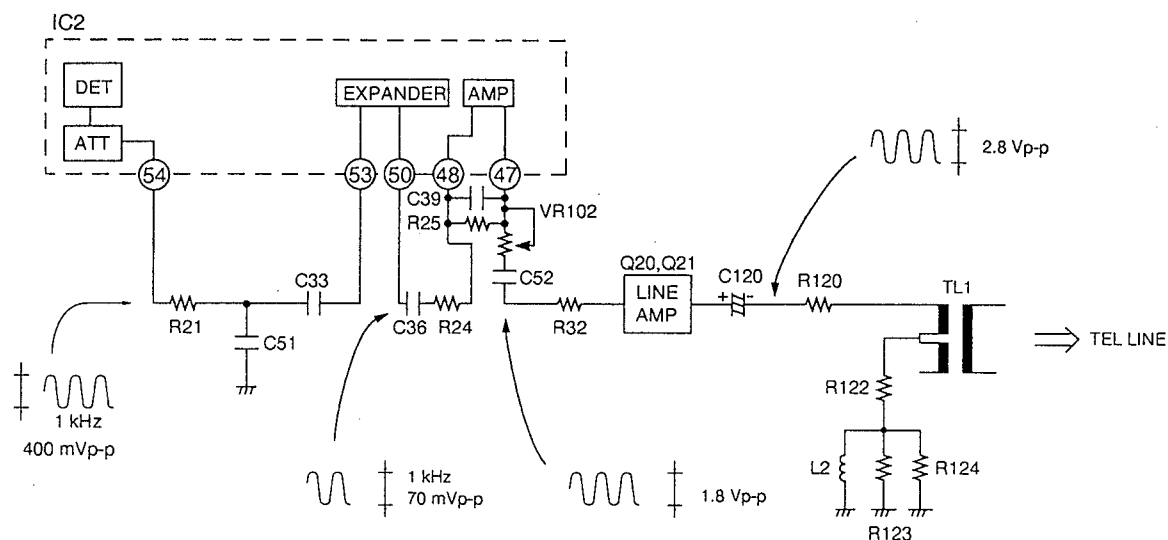 IC2
DET
ATT
EXPANDER
AMP
54
53
50
48
47
C39
R25
VR102
2.8 Vp-p
R21
C33
C51
C36
R24
C52
R32
Q20,Q21
LINE
AMP
C120
+
-
R120
TL1
TEL LINE
R122
L2
R124
R123
1 kHz
400 mVp-p
1 kHz
70 mVp-p
1.8 Vp-p